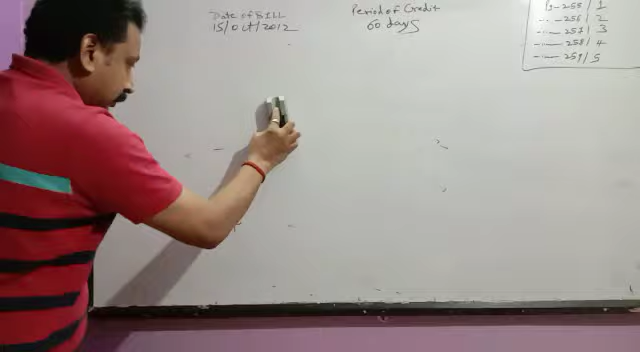 Date of BILL
15/Oct/2012
Period of Credit
60 days
255/1
256/2
257/3
258/4
259/5